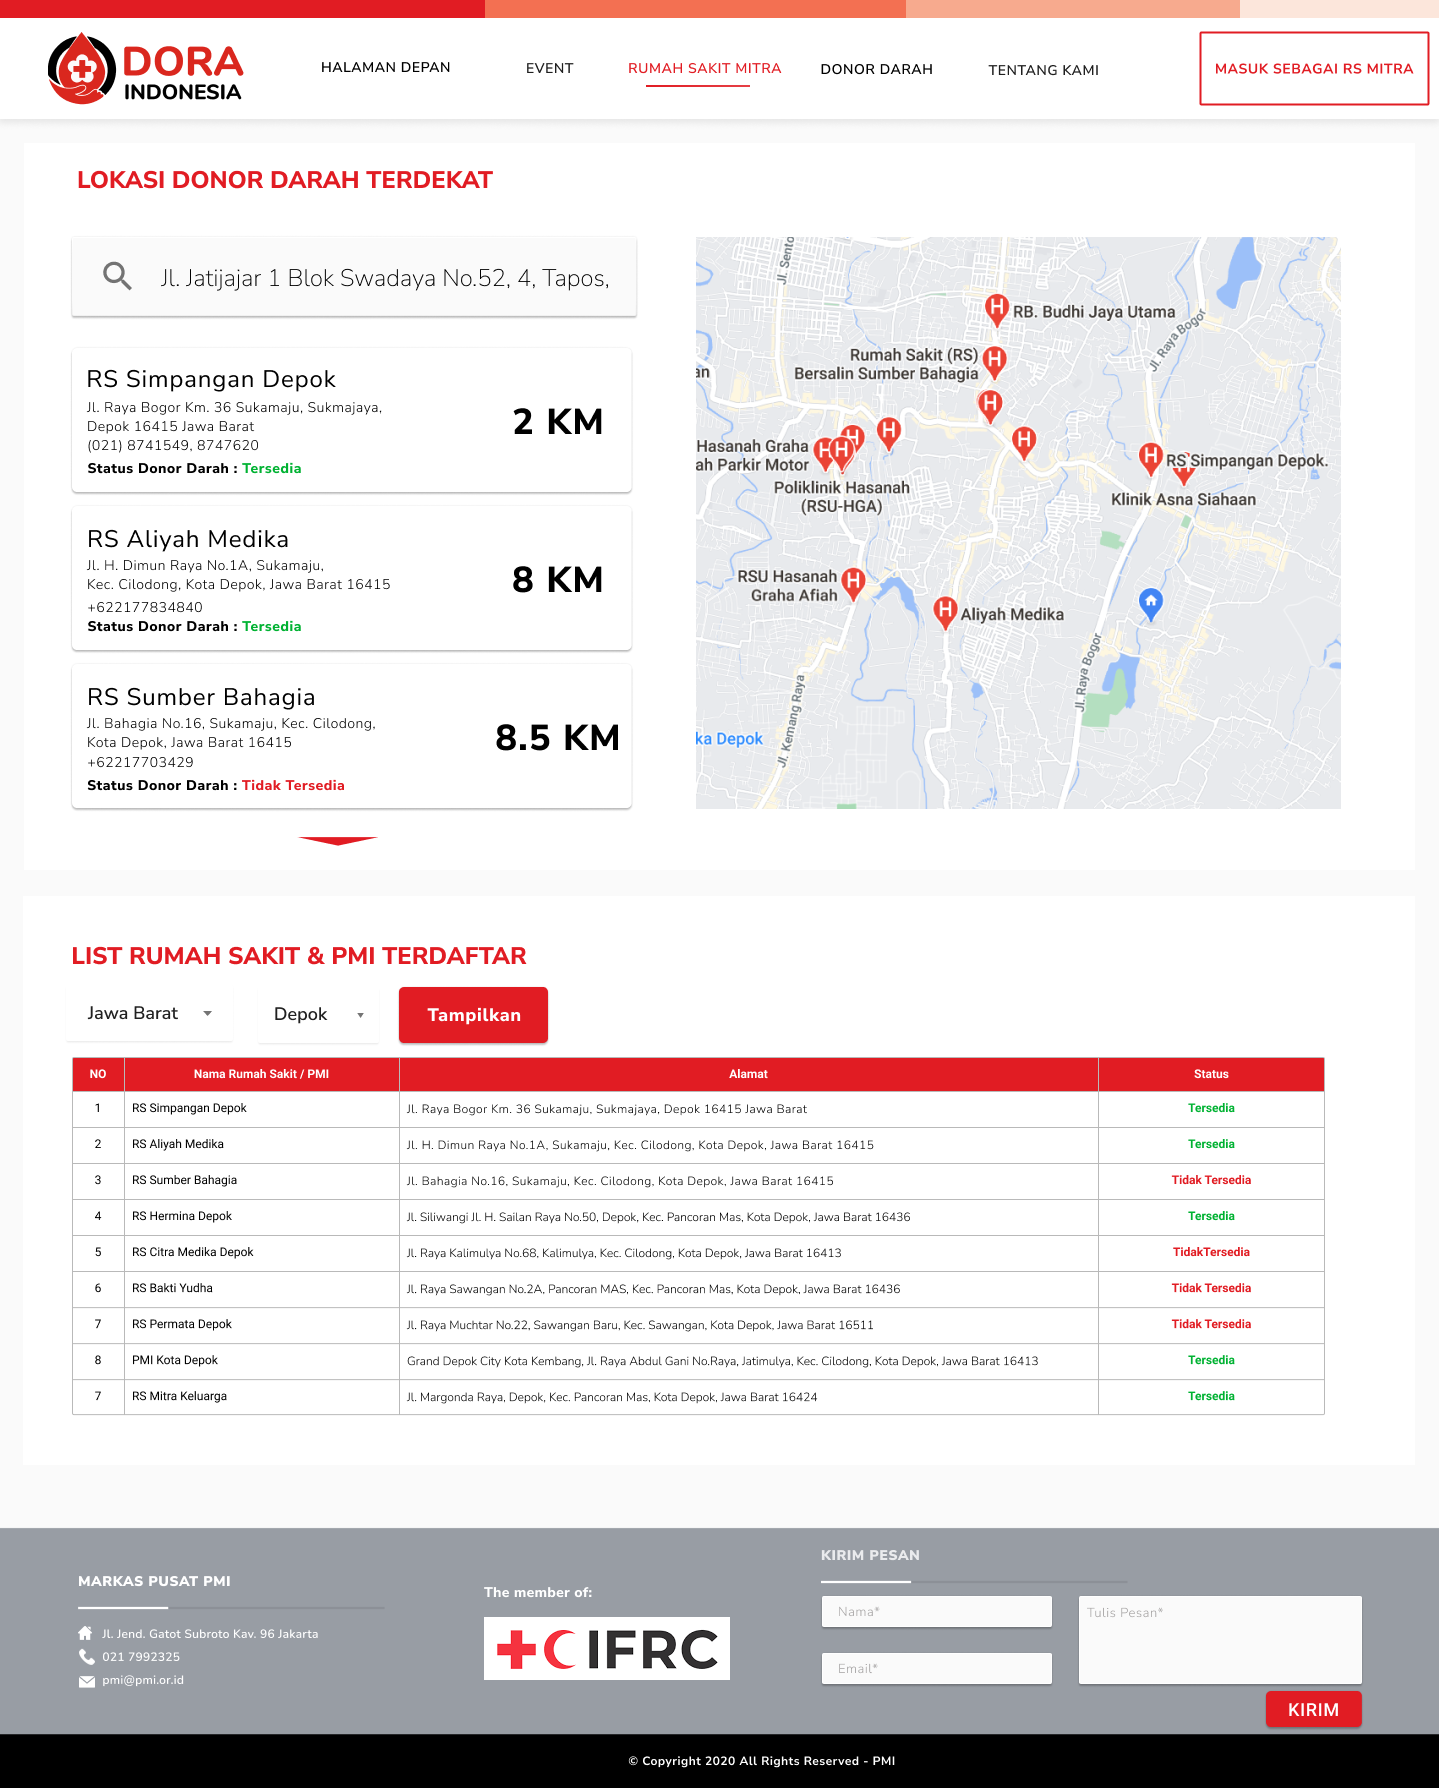 DORA
INDONESIA
HALAMAN DEPAN
EVENT
RUMAH SAKIT MITRA
DONOR DARAH
TENTANG KAMI
MASUK SEBAGAI RS MITRA
LOKASI DONOR DARAH TERDEKAT
Jl. Jatijajar 1 Blok Swadaya No.52, 4, Tapos,
RS Simpangan Depok
Jl. Raya Bogor Km. 36 Sukamaju, Sukmajaya,
Depok 16415 Jawa Barat
(021) 8741549, 8747620
Status Donor Darah : Tersedia
2 KM
RS Aliyah Medika
Jl. H. Dimun Raya No.1A, Sukamaju,
Kec. Cilodong, Kota Depok, Jawa Barat 16415
+622177834840
Status Donor Darah : Tersedia
8 KM
RS Sumber Bahagia
Jl. Bahagia No.16, Sukamaju, Kec. Cilodong,
Kota Depok, Jawa Barat 16415
+62217703429
Status Donor Darah : Tidak Tersedia
8.5 KM
Jl. Sento
H RB. Budhi Jaya Utama
Jl. Raya Bogor
Rumah Sakit (RS) H
Bersalin Sumber Bahagia
an
H
H
H
H
Hasanah Graha H H
ah Parkir Motor
Poliklinik Hasanah
(RSU-HGA)
H RS Simpangan Depok.
H
Klinik Asna Siahaan
RSU Hasanah H
Graha Afiah
H Aliyah Medika
Jl. Raya Bogor
Jl. Kemang Raya
ka Depok
LIST RUMAH SAKIT & PMI TERDAFTAR
Jawa Barat
Depok
Tampilkan
NO Nama Rumah Sakit / PMI Alamat Status
1 RS Simpangan Depok Jl. Raya Bogor Km. 36 Sukamaju, Sukmajaya, Depok 16415 Jawa Barat Tersedia
2 RS Aliyah Medika Jl. H. Dimun Raya No.1A, Sukamaju, Kec. Cilodong, Kota Depok, Jawa Barat 16415 Tersedia
3 RS Sumber Bahagia Jl. Bahagia No.16, Sukamaju, Kec. Cilodong, Kota Depok, Jawa Barat 16415 Tidak Tersedia
4 RS Hermina Depok Jl. Siliwangi Jl. H. Sailan Raya No.50, Depok, Kec. Pancoran Mas, Kota Depok, Jawa Barat 16436 Tersedia
5 RS Citra Medika Depok Jl. Raya Kalimulya No.68, Kalimulya, Kec. Cilodong, Kota Depok, Jawa Barat 16413 TidakTersedia
6 RS Bakti Yudha Jl. Raya Sawangan No.2A, Pancoran MAS, Kec. Pancoran Mas, Kota Depok, Jawa Barat 16436 Tidak Tersedia
7 RS Permata Depok Jl. Raya Muchtar No.22, Sawangan Baru, Kec. Sawangan, Kota Depok, Jawa Barat 16511 Tidak Tersedia
8 PMI Kota Depok Grand Depok City Kota Kembang, Jl. Raya Abdul Gani No.Raya, Jatimulya, Kec. Cilodong, Kota Depok, Jawa Barat 16413 Tersedia
7 RS Mitra Keluarga Jl. Margonda Raya, Depok, Kec. Pancoran Mas, Kota Depok, Jawa Barat 16424 Tersedia
MARKAS PUSAT PMI
Jl. Jend. Gatot Subroto Kav. 96 Jakarta
021 7992325
pmi@pmi.or.id
The member of:
IFRC
KIRIM PESAN
Nama*
Email*
Tulis Pesan*
KIRIM
© Copyright 2020 All Rights Reserved - PMI